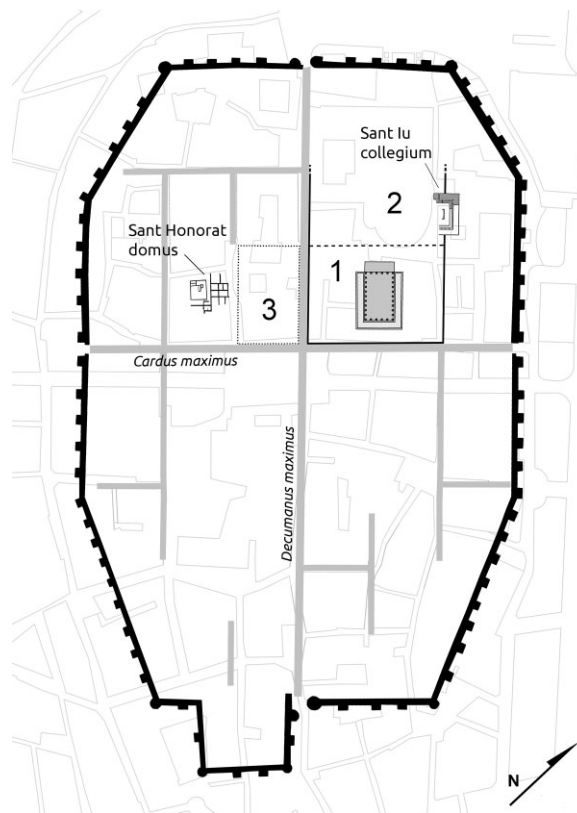 Sant Iu
collegium
2
Sant Honorat
domus
1
3
Cardus maximus
Decumanus maximus
N